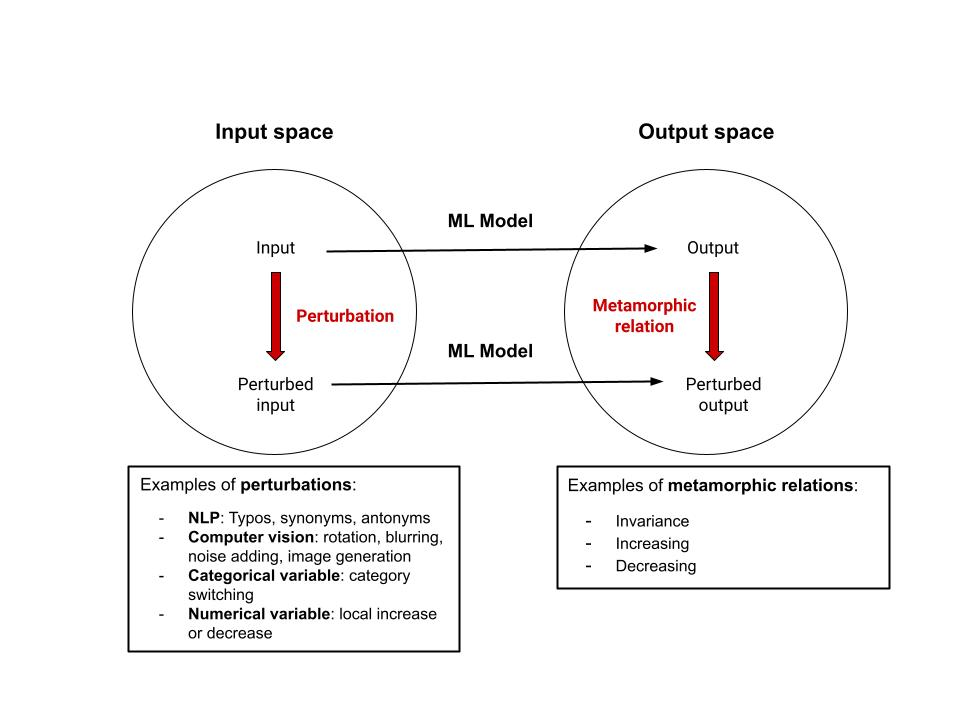 Input space
Output space
ML Model
Input
Output
Perturbation
Metamorphic
relation
ML Model
Perturbed
input
Perturbed
output
Examples of perturbations:
- NLP: Typos, synonyms, antonyms
- Computer vision: rotation, blurring,
noise adding, image generation
- Categorical variable: category
switching
- Numerical variable: local increase
or decrease
Examples of metamorphic relations:
- Invariance
- Increasing
- Decreasing